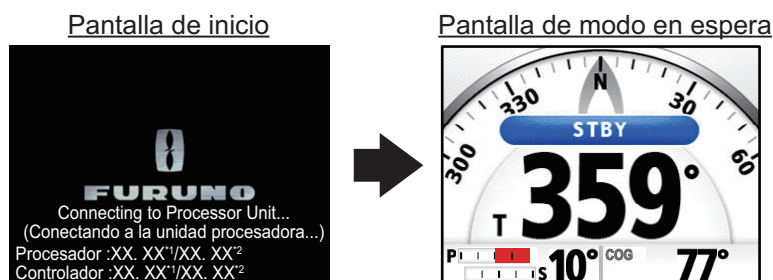 Pantalla de inicio
FURUNO
Connecting to Processor Unit...
(Conectando a la unidad procesadora...)
Procesador :XX. XX*1/XX. XX*2
Controlador :XX. XX*1/XX. XX*2
Pantalla de modo en espera
300 330 N 30 60
STBY
T 359°
P S 10° COG 77°